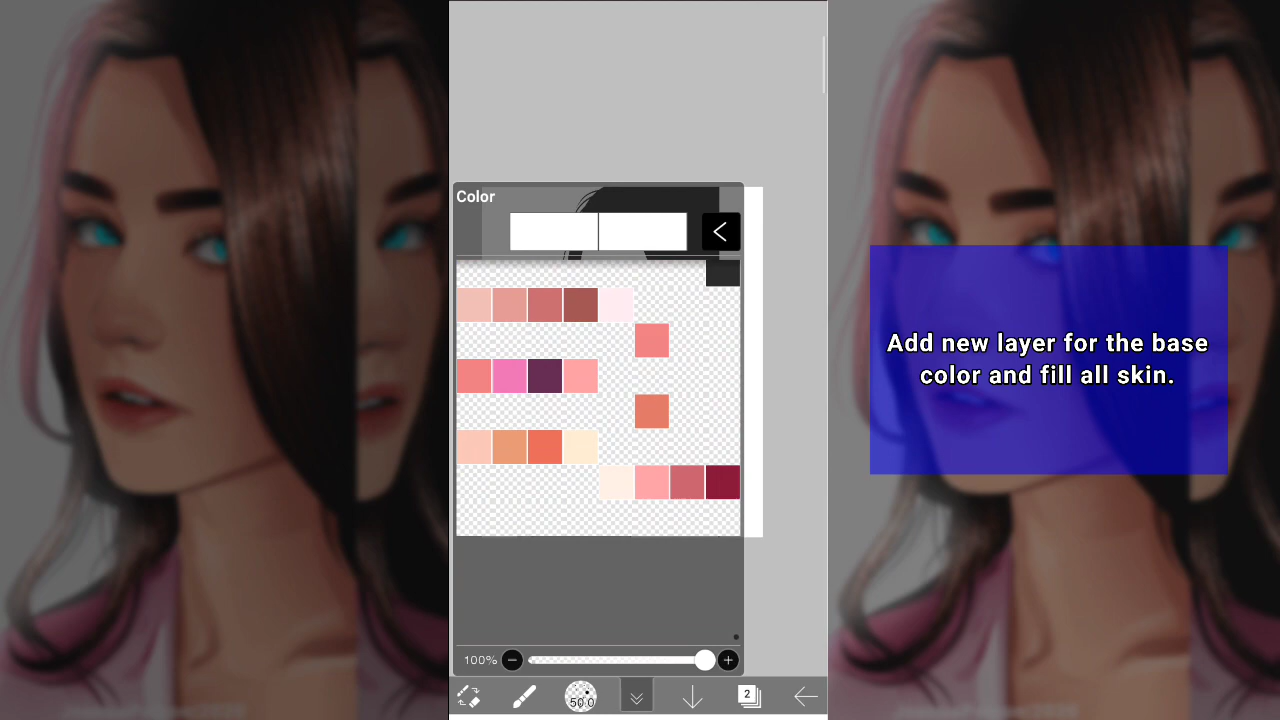 Color
Add new layer for the base
color and fill all skin.
100%
50.0
2